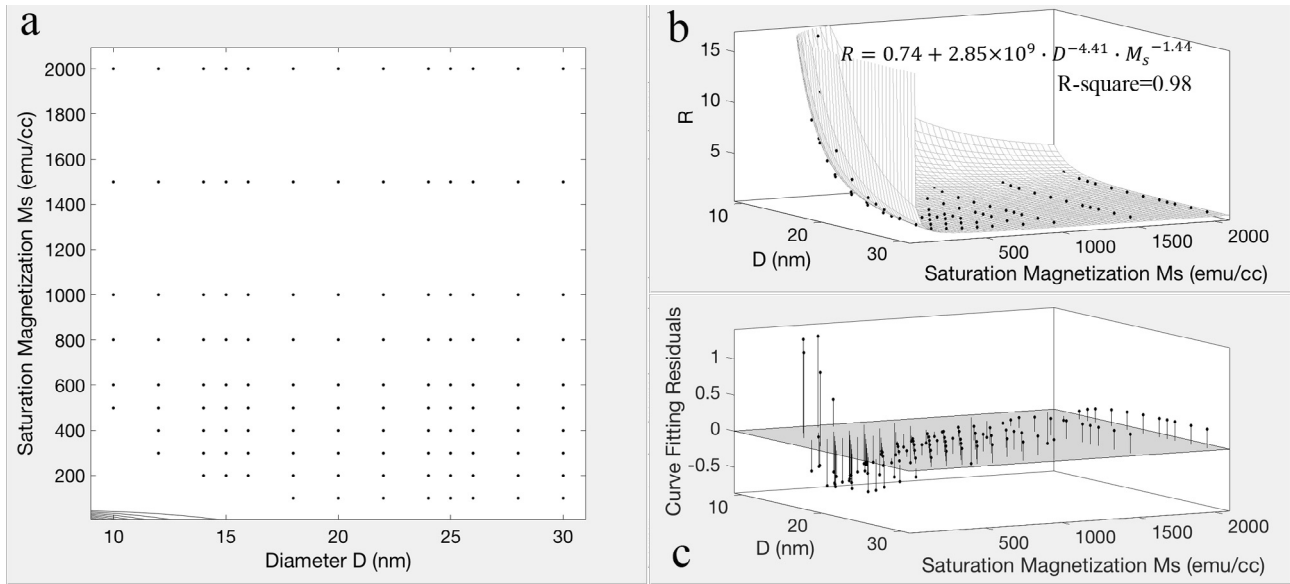 a
2000
1800
1600
1400
1200
1000
800
600
400
200
10
15
20
25
30
Saturation Magnetization Ms (emu/cc)
Diameter D (nm)
b
R = 0.74 + 2.85×10⁹ · D⁻⁴·⁴¹ · Mₛ⁻¹·⁴⁴
R-square=0.98
15
10
5
R
10
20
30
D (nm)
500
1000
1500
2000
Saturation Magnetization Ms (emu/cc)
1
0.5
0
-0.5
Curve Fitting Residuals
10
20
30
D (nm)
500
1000
1500
2000
Saturation Magnetization Ms (emu/cc)
c